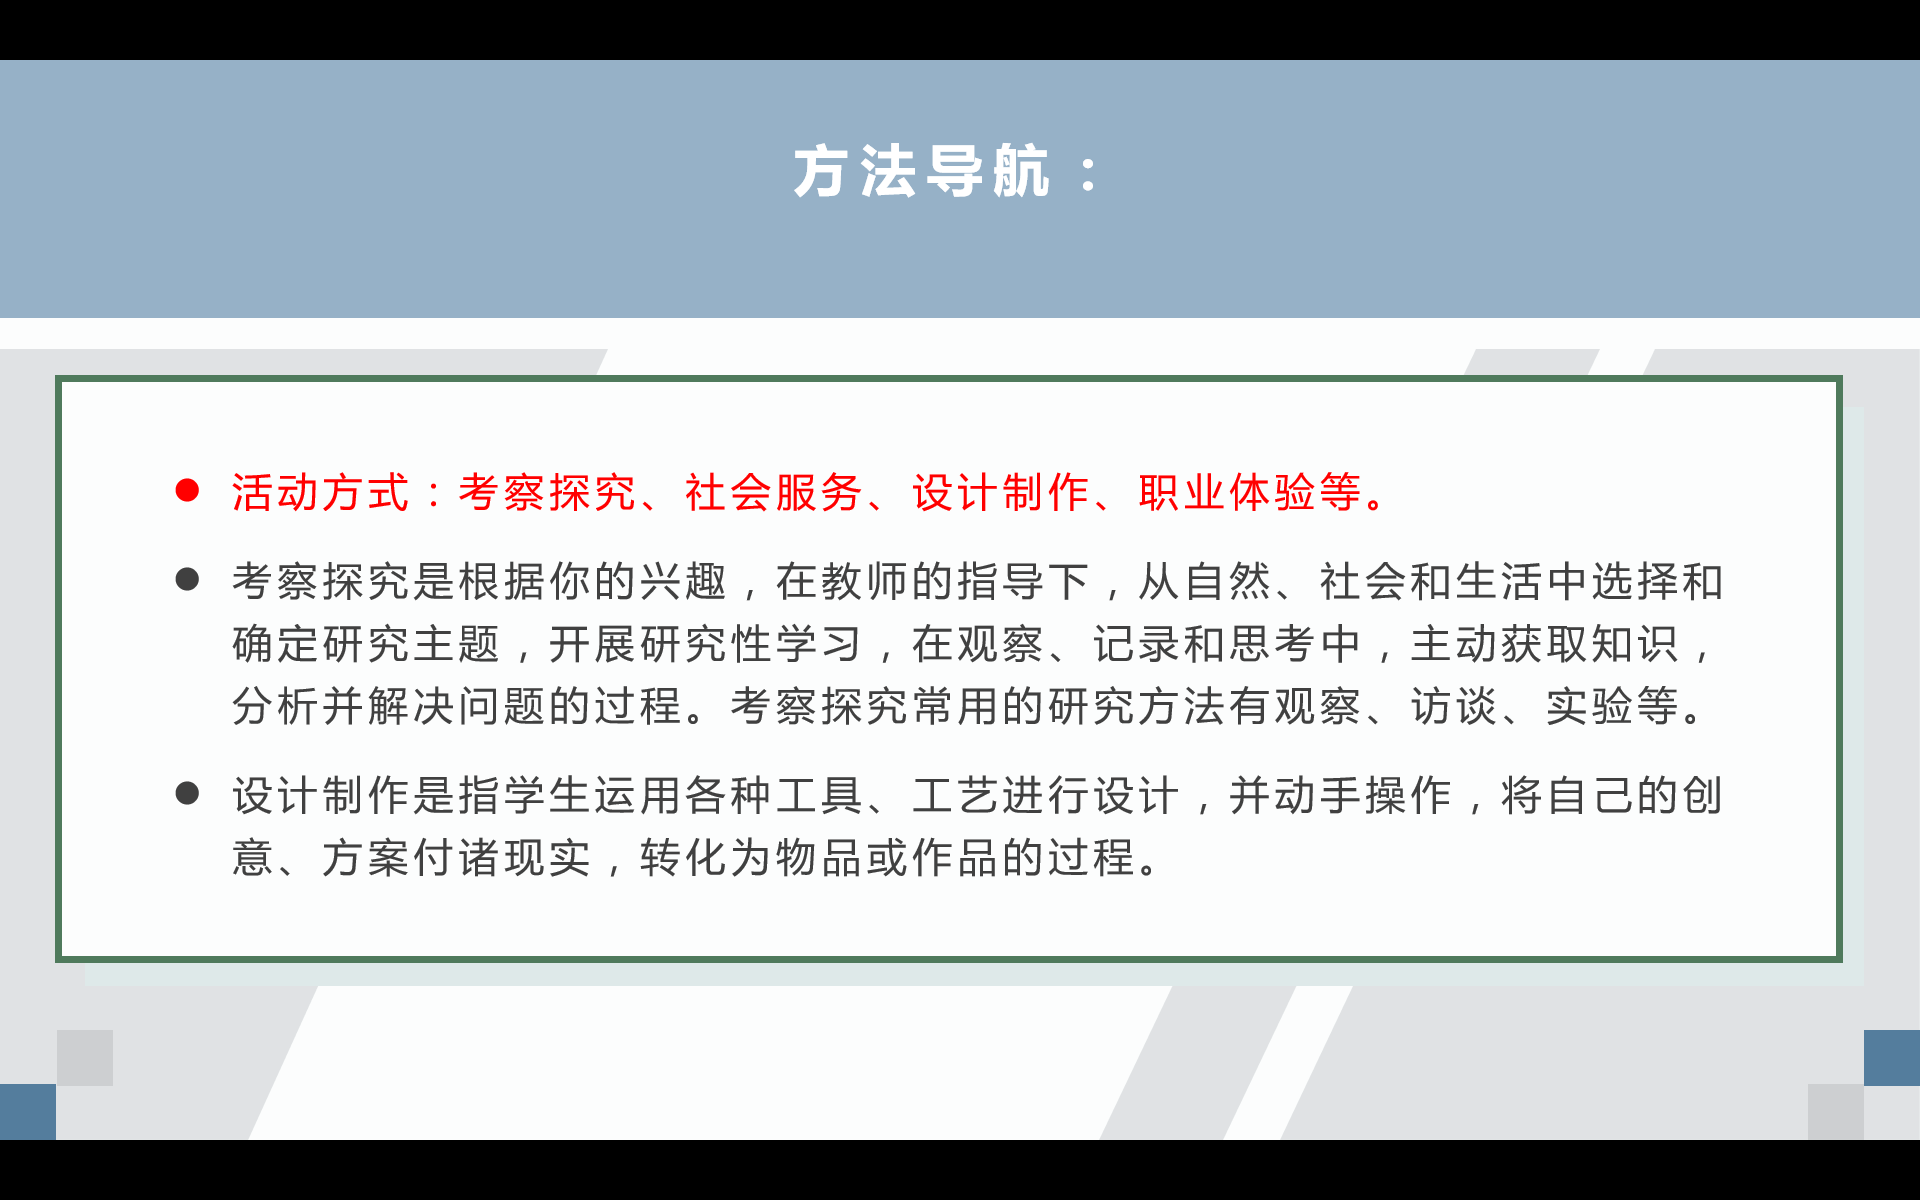 方法导航：
活动方式：考察探究、社会服务、设计制作、职业体验等。
考察探究是根据你的兴趣，在教师的指导下，从自然、社会和生活中选择和
确定研究主题，开展研究性学习，在观察、记录和思考中，主动获取知识，
分析并解决问题的过程。考察探究常用的研究方法有观察、访谈、实验等。
设计制作是指学生运用各种工具、工艺进行设计，并动手操作，将自己的创
意、方案付诸现实，转化为物品或作品的过程。